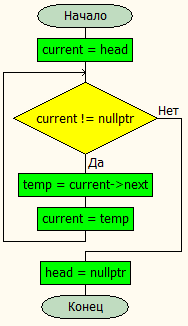 Начало
current = head
current != nullptr
Нет
Да
temp = current->next
current = temp
head = nullptr
Конец